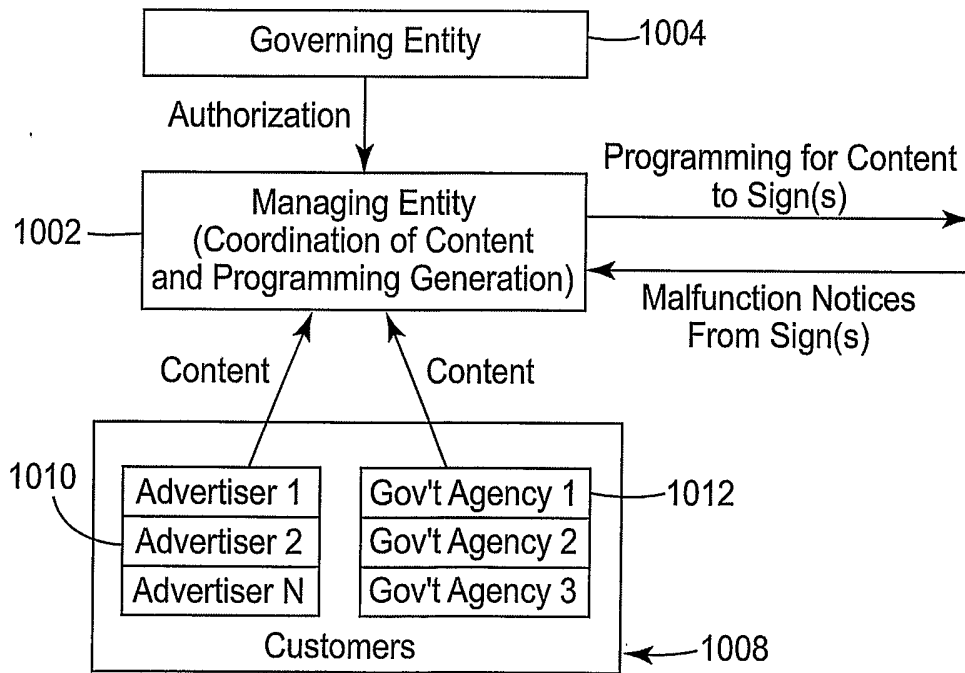 Governing Entity
1004
Authorization
Programming for Content
to Sign(s)
1002
Managing Entity
(Coordination of Content
and Programming Generation)
Malfunction Notices
From Sign(s)
Content
Content
1010
Advertiser 1
Advertiser 2
Advertiser N
Gov't Agency 1
Gov't Agency 2
Gov't Agency 3
1012
Customers
1008